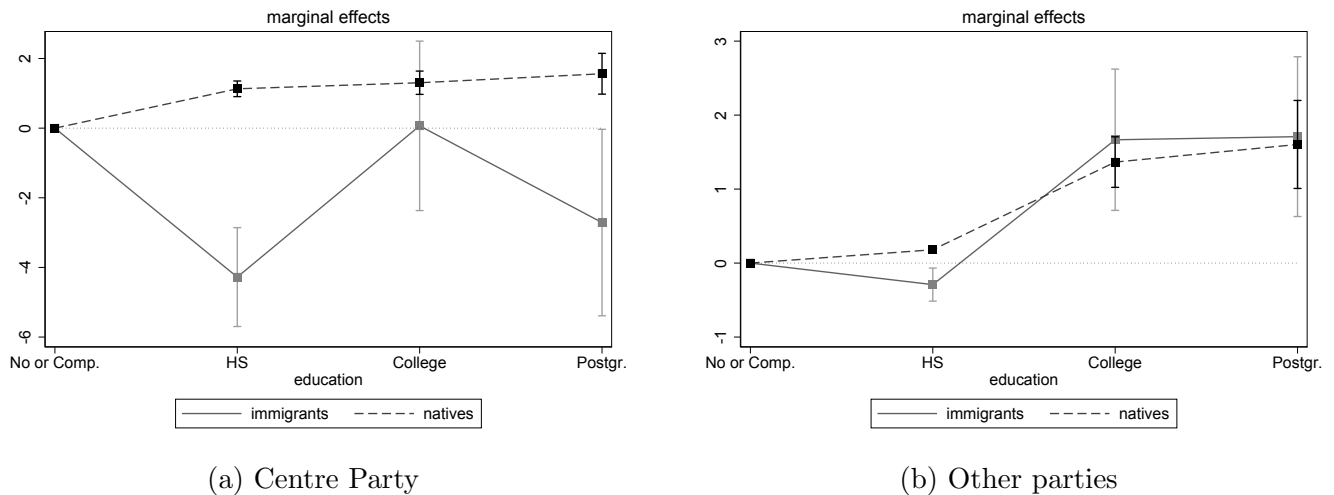 marginal effects
2
0
-2
-4
-6
No or Comp.
HS
College
Postgr.
education
immigrants
natives
(a) Centre Party
marginal effects
3
2
1
0
-1
No or Comp.
HS
College
Postgr.
education
immigrants
natives
(b) Other parties